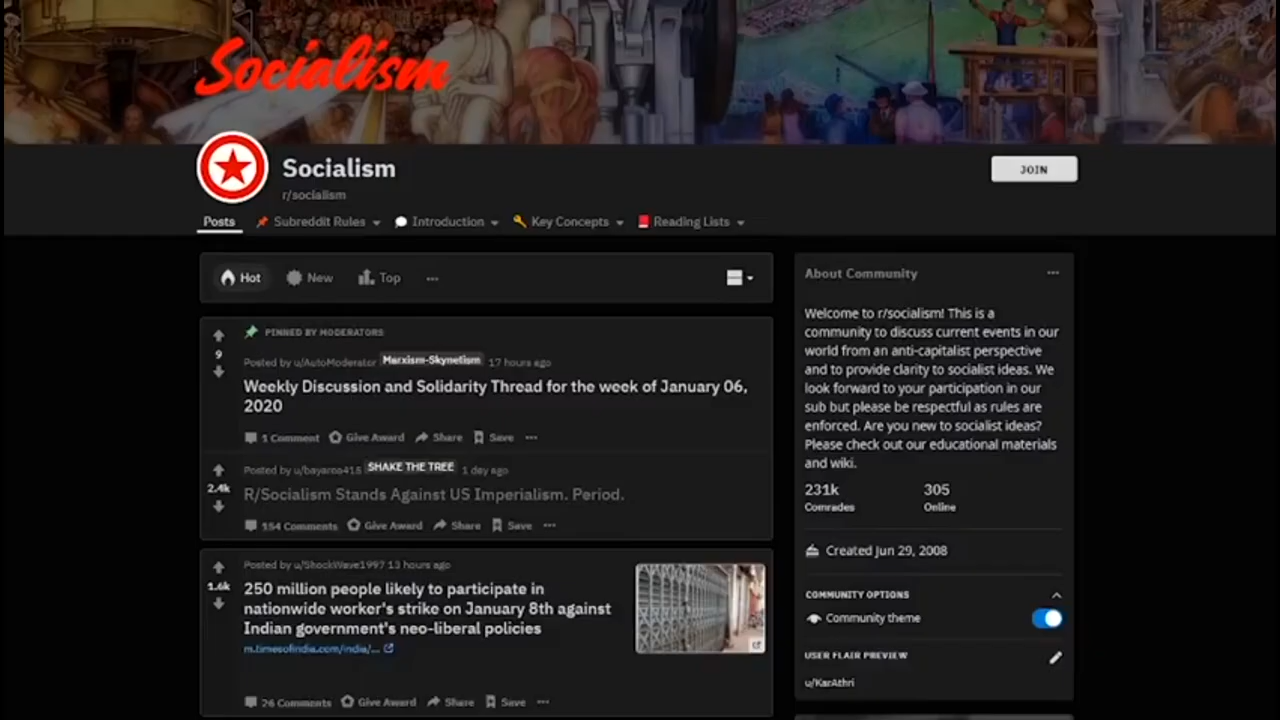 Socialism
Socialism
r/socialism
JOIN
Posts
Subreddit Rules
Introduction
Key Concepts
Reading Lists
Hot
New
Top
PINNED BY MODERATORS
9
Posted by u/AutoModerator Marxism-Skynetism 17 hours ago
Weekly Discussion and Solidarity Thread for the week of January 06,
2020
1 Comment Give Award Share Save
Posted by u/bayarea415 SHAKE THE TREE 1 day ago
2.4k
R/Socialism Stands Against US Imperialism. Period.
154 Comments Give Award Share Save
Posted by u/ShockWave1997 13 hours ago
1.6k
250 million people likely to participate in
nationwide worker's strike on January 8th against
Indian government's neo-liberal policies
m.timesofindia.com/india/...
26 Comments Give Award Share Save
About Community
Welcome to r/socialism! This is a
community to discuss current events in our
world from an anti-capitalist perspective
and to provide clarity to socialist ideas. We
look forward to your participation in our
sub but please be respectful as rules are
enforced. Are you new to socialist ideas?
Please check out our educational materials
and wiki.
231k 305
Comrades Online
Created Jun 29, 2008
COMMUNITY OPTIONS
Community theme
USER FLAIR PREVIEW
u/KarAthri